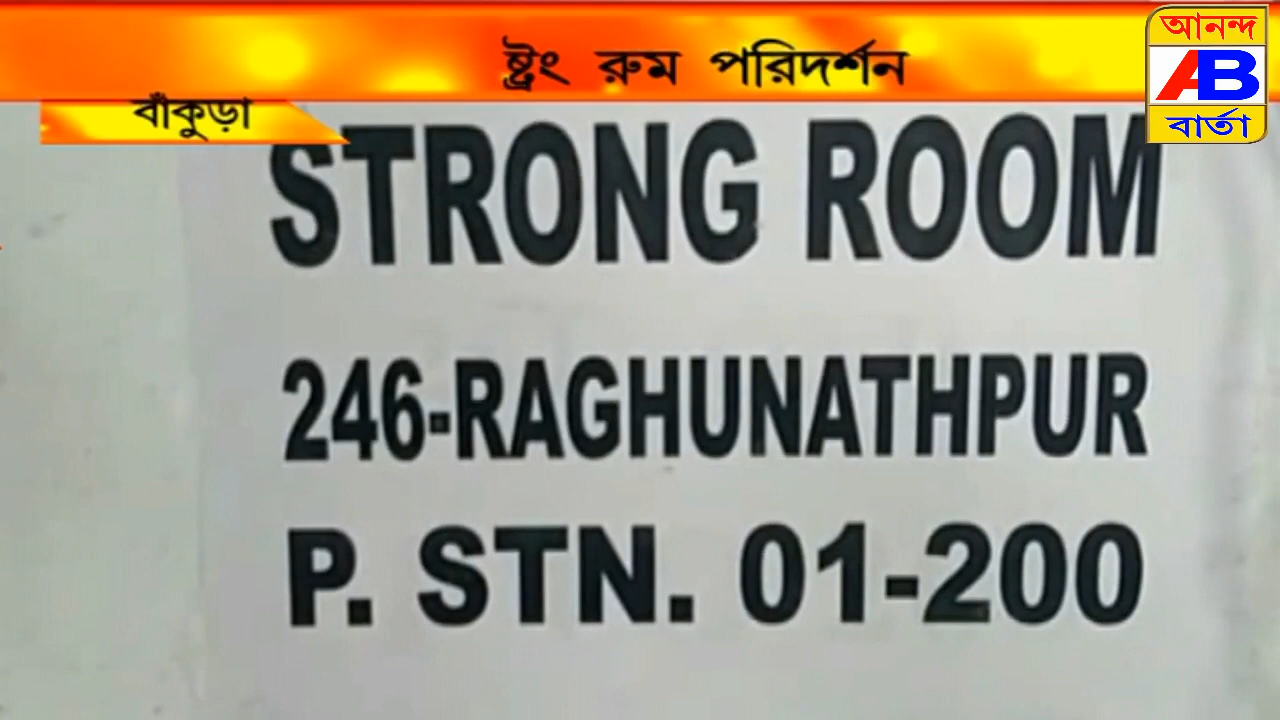 ষ্ট্রং রুম পরিদর্শন
আনন্দ
AB
বার্তা
বাঁকুড়া
STRONG ROOM
246-RAGHUNATHPUR
P. STN. 01-200